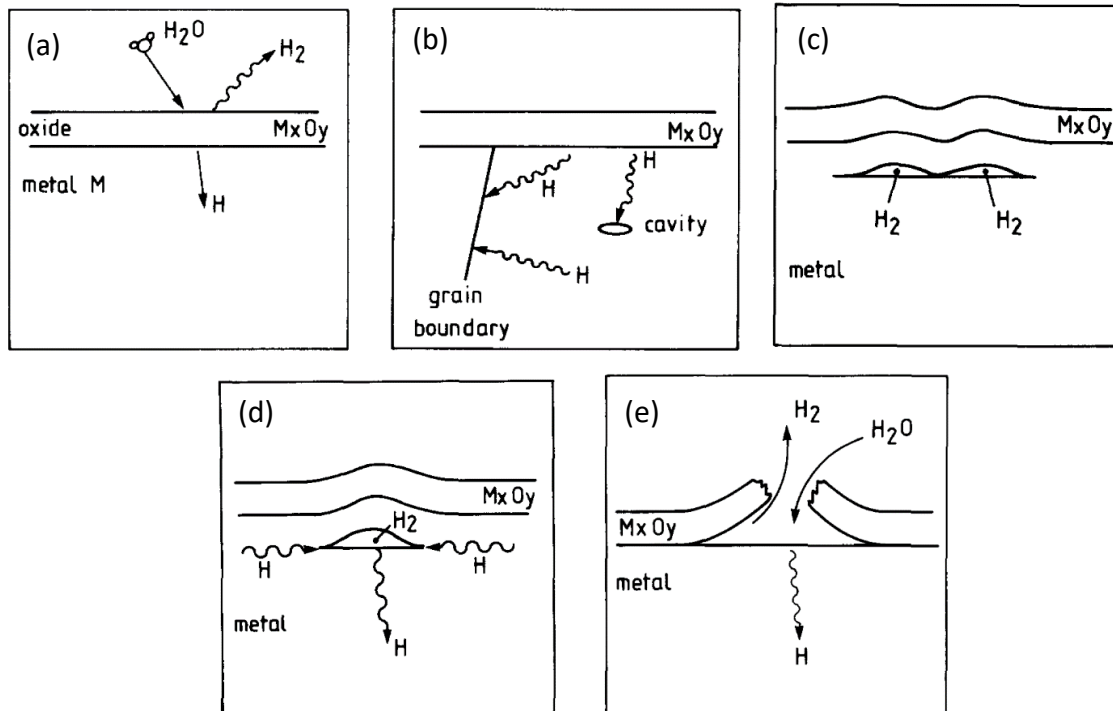 (a)
H2O
H2
oxide
MxOy
metal M
H
(b)
MxOy
H
H
cavity
H
grain
boundary
(c)
MxOy
H2
H2
metal
(d)
MxOy
H2
H
H
metal
H
(e)
H2
H2O
MxOy
metal
H